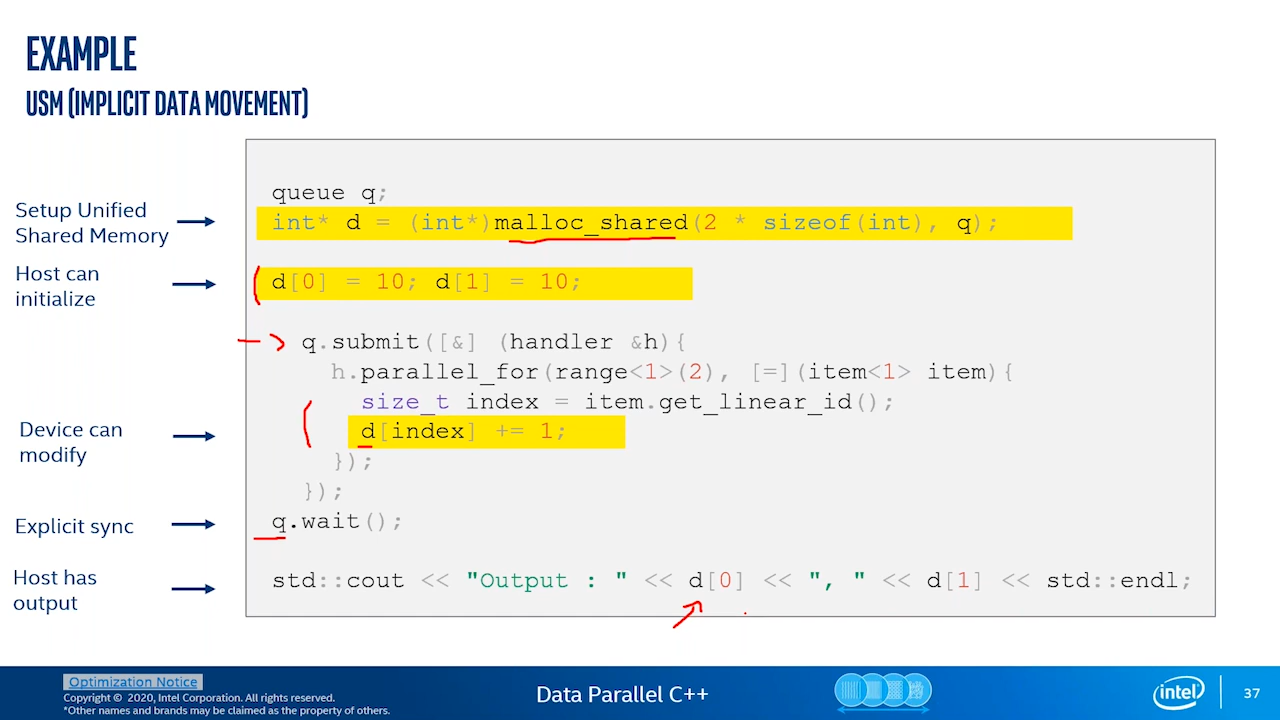 EXAMPLE
USM (IMPLICIT DATA MOVEMENT)
Setup Unified
Shared Memory
Host can
initialize
Device can
modify
Explicit sync
Host has
output
queue q;
int* d = (int*)malloc_shared(2 * sizeof(int), q);
d[0] = 10; d[1] = 10;
q.submit([&] (handler &h){
h.parallel_for(range<1>(2), [=](item<1> item){
size_t index = item.get_linear_id();
d[index] += 1;
});
});
q.wait();
std::cout << "Output : " << d[0] << ", " << d[1] << std::endl;
Optimization Notice
Copyright © 2020, Intel Corporation. All rights reserved.
*Other names and brands may be claimed as the property of others.
Data Parallel C++
intel
37